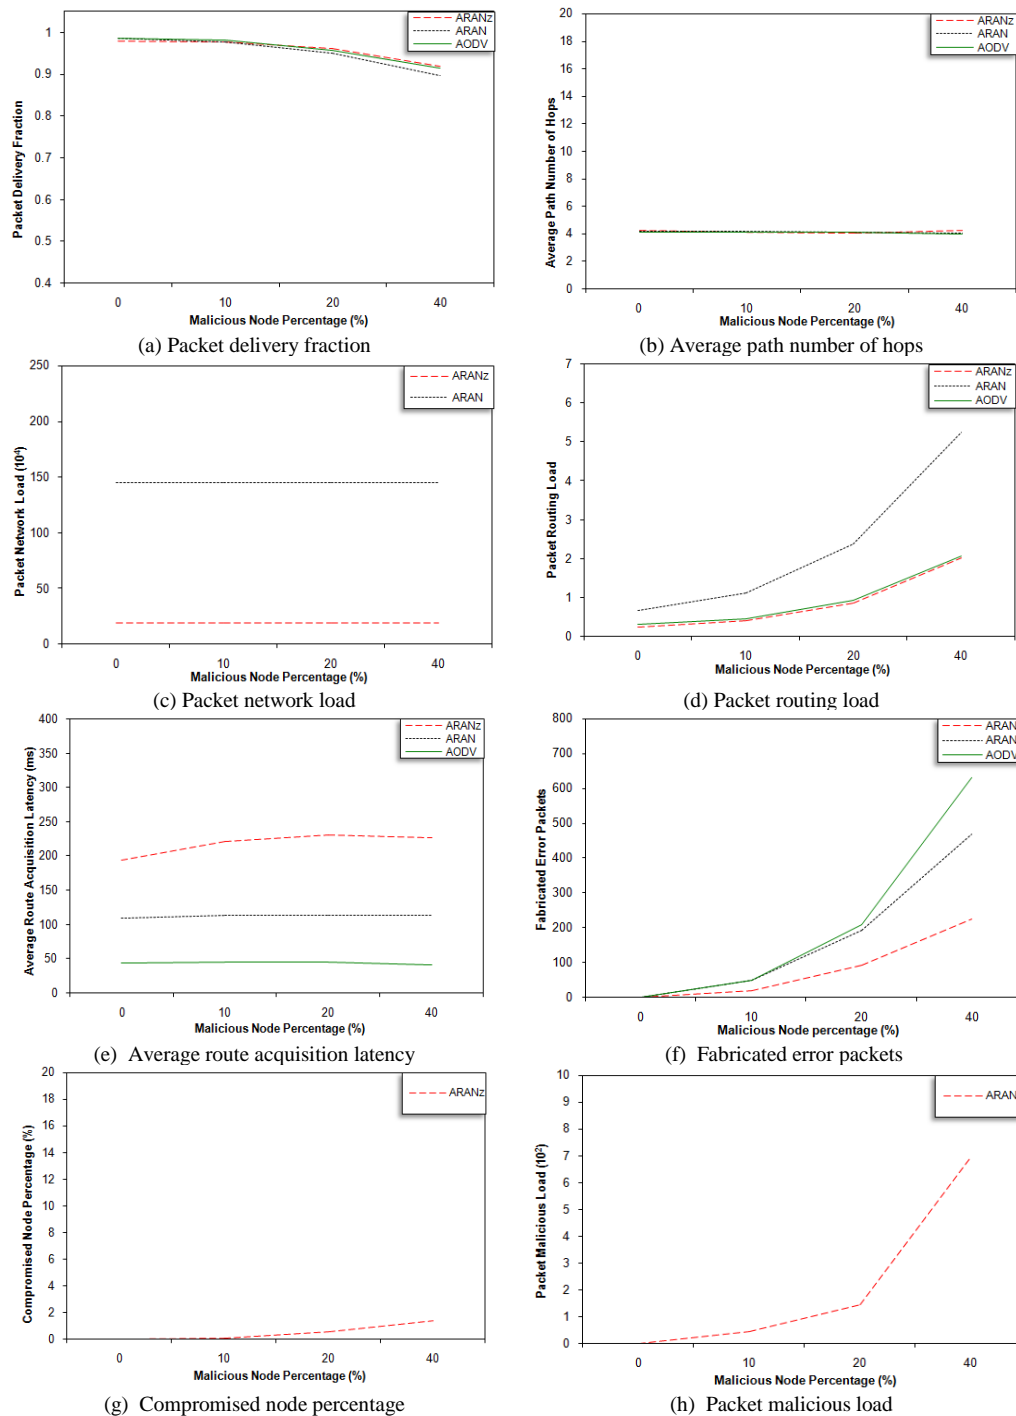 ARANz
ARAN
AODV
1
0.9
0.8
0.7
0.6
0.5
0.4
Packet Delivery Fraction
0 10 20 40
Malicious Node Percentage (%)
(a) Packet delivery fraction
ARANz
ARAN
AODV
20
18
16
14
12
10
8
6
4
2
0
Average Path Number of Hops
0 10 20 40
Malicious Node Percentage (%)
(b) Average path number of hops
ARANz
ARAN
250
200
150
100
50
0
Packet Network Load (10⁴)
0 10 20 40
Malicious Node Percentage (%)
(c) Packet network load
ARANz
ARAN
AODV
7
6
5
4
3
2
1
0
Packet Routing Load
0 10 20 40
Malicious Node Percentage (%)
(d) Packet routing load
ARANz
ARAN
AODV
400
350
300
250
200
150
100
50
0
Average Route Acquisition Latency (ms)
0 10 20 40
Malicious Node Percentage (%)
(e) Average route acquisition latency
ARAN
ARAN
AODV
800
700
600
500
400
300
200
100
0
Fabricated Error Packets
0 10 20 40
Malicious Node percentage (%)
(f) Fabricated error packets
ARANz
20
18
16
14
12
10
8
6
4
2
0
Compromised Node Percentage (%)
0 10 20 40
Malicious Node Percentage (%)
(g) Compromised node percentage
ARAN
10
9
8
7
6
5
4
3
2
1
0
Packet Malicious Load (10²)
0 10 20 40
Malicious Node Percentage (%)
(h) Packet malicious load